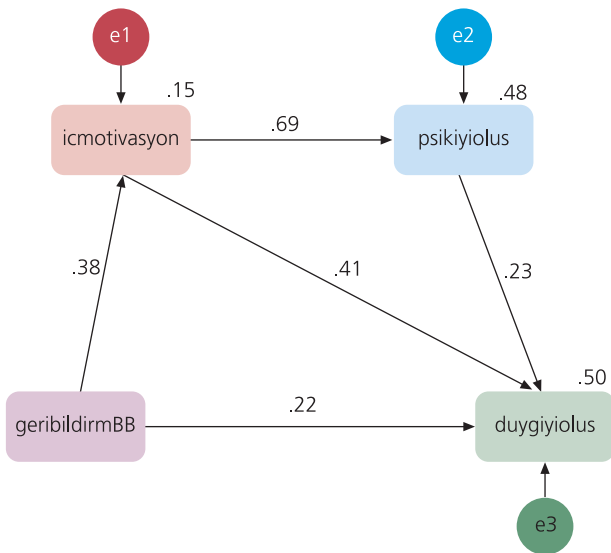 e1
e2
.15
.48
icmotivasyon
.69
psikiyiolus
.38
.41
.23
.50
geribildirmBB
.22
duygiyiolus
e3